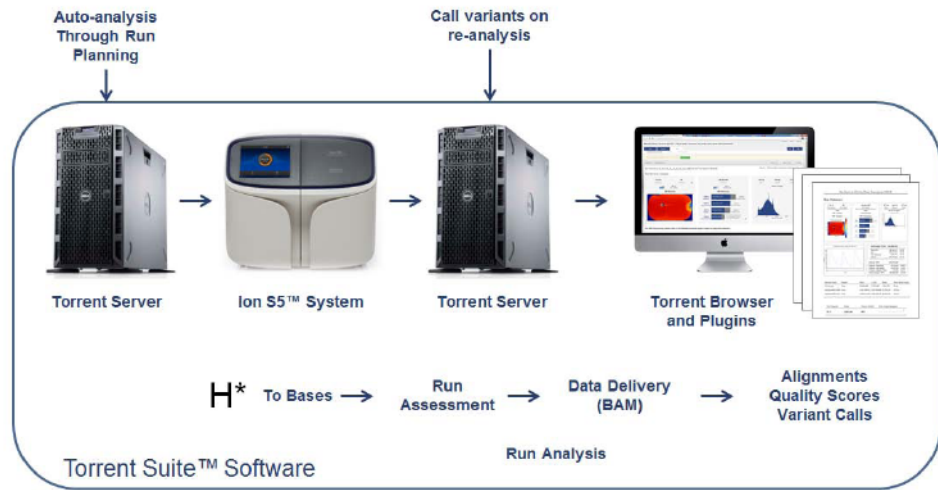 Auto-analysis
Through Run
Planning
Call variants on
re-analysis
Torrent Server
Ion S5™ System
Torrent Server
Torrent Browser
and Plugins
H*
To Bases
Run
Assessment
Data Delivery
(BAM)
Alignments
Quality Scores
Variant Calls
Run Analysis
Torrent Suite™ Software